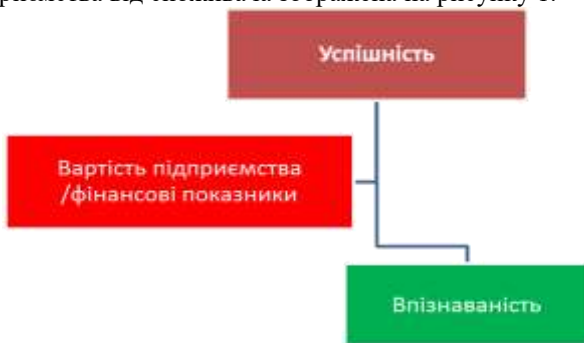 Успішність
Вартість підприємства
/фінансові показники
Впізнаваність